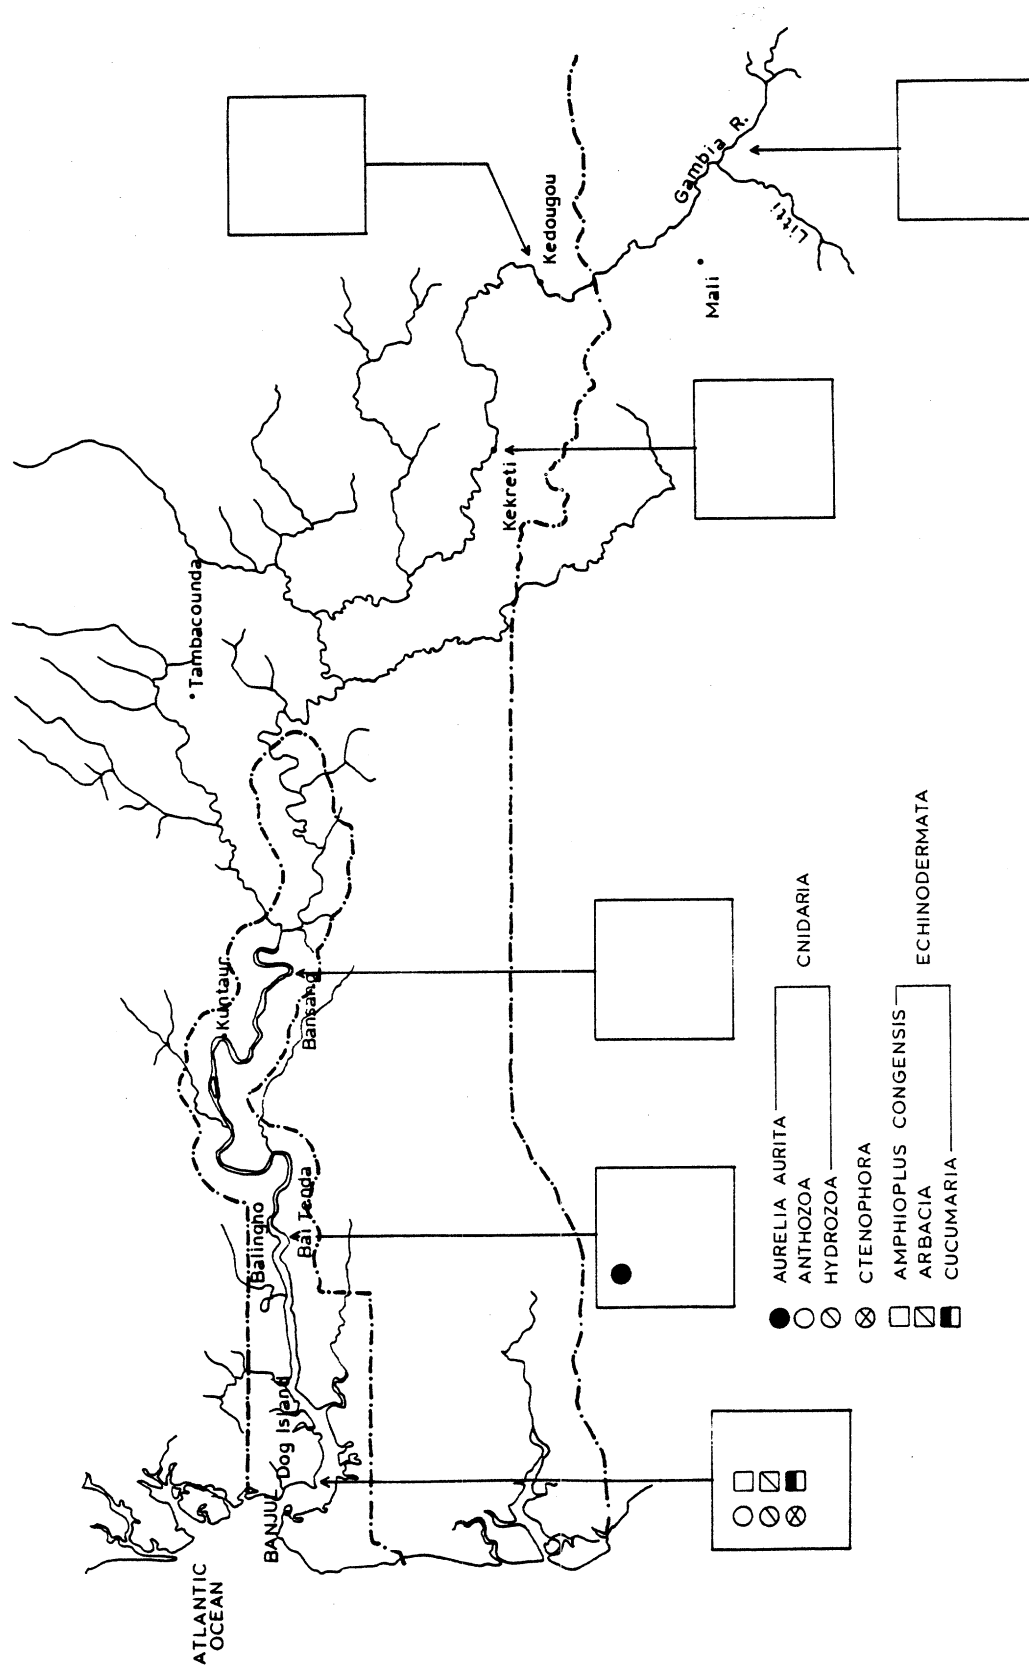 ATLANTIC
OCEAN
BANJUL
Dog Island
Balingho
Bai Tenda
Kuntaur
Bansang
Tambacounda
Kekreti
Kedougou
Mali
Gambia R.
Litti
AURELIA AURITA
ANTHOZOA
HYDROZOA
CNIDARIA
CTENOPHORA
AMPHIOPLUS CONGENSIS
ARBACIA
CUCUMARIA
ECHINODERMATA